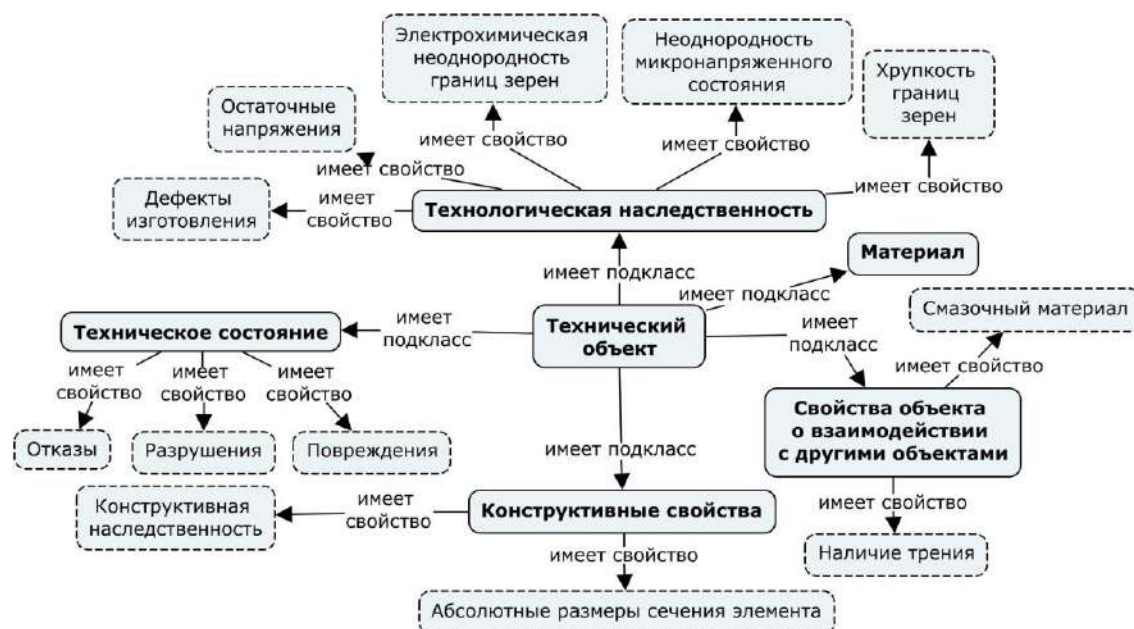 Электрохимическая
неоднородность
границ зерен
Неоднородность
микронапряженного
состояния
Хрупкость
границ
зерен
Остаточные
напряжения
имеет свойство
имеет свойство
имеет свойство
имеет свойство
Дефекты
изготовления
имеет
свойство
Технологическая наследственность
имеет подкласс
Материал
имеет подкласс
Смазочный материал
Техническое состояние
имеет
подкласс
Технический
объект
имеет
подкласс
имеет
свойство
имеет
свойство
имеет
свойство
имеет свойство
Отказы
Разрушения
Повреждения
Свойства объекта
о взаимодействии
с другими объектами
имеет подкласс
Конструктивная
наследственность
имеет
свойство
Конструктивные свойства
имеет свойство
Наличие трения
имеет свойство
Абсолютные размеры сечения элемента